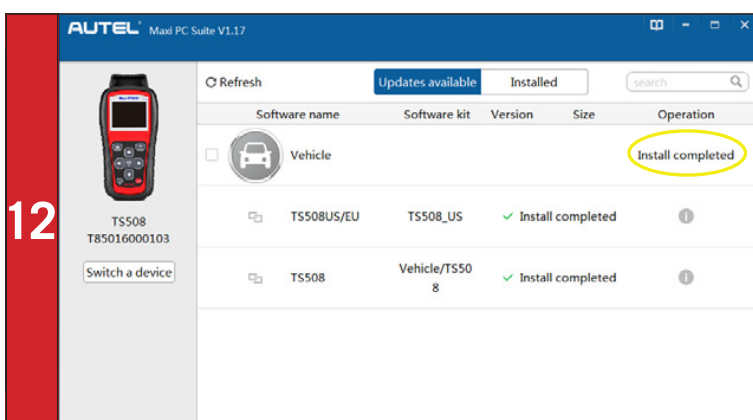 12
AUTEL Maxi PC Suite V1.17
Refresh
Updates available Installed
search
Software name Software kit Version Size Operation
Vehicle Install completed
TS508US/EU TS508_US Install completed
TS508 Vehicle/TS50
8 Install completed
TS508
T85016000103
Switch a device